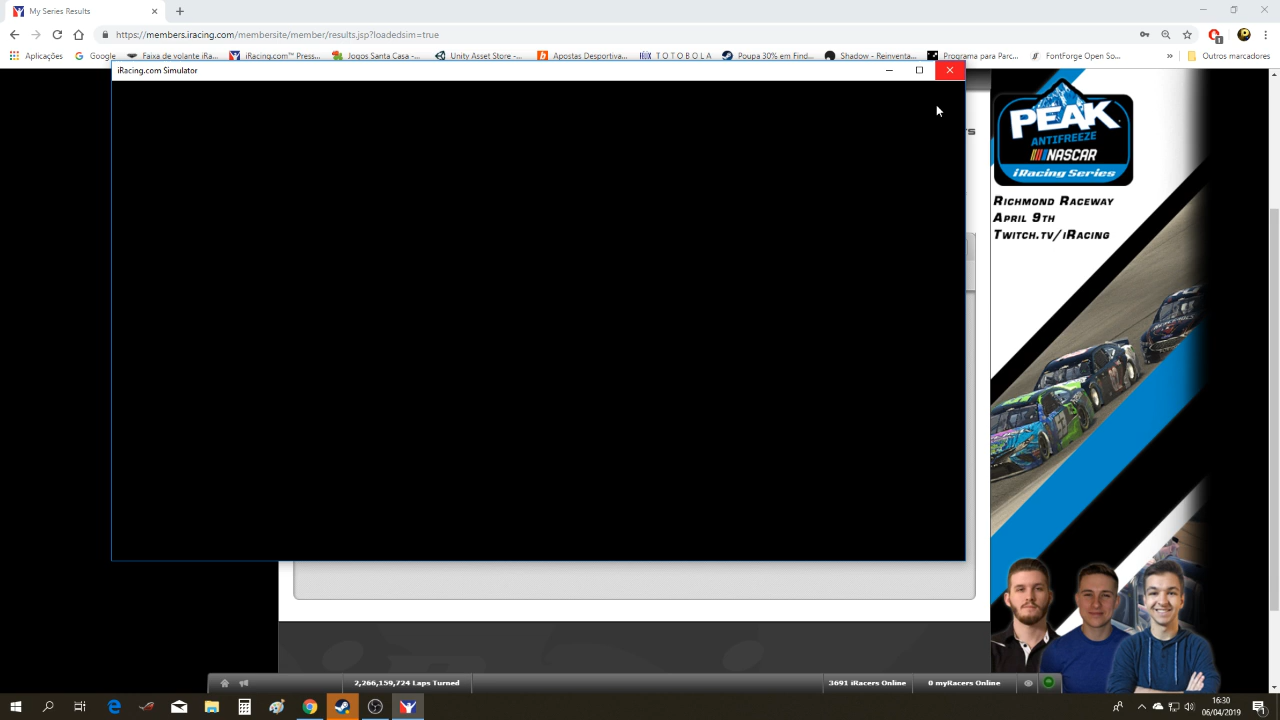 My Series Results
https://members.iracing.com/membersite/member/results.jsp?loadedsim=true
Aplicações
Google
Faixa de volante iRa...
iRacing.com™ Press...
Jogos Santa Casa -...
Unity Asset Store -...
Apostas Desportiva...
T O T O B O L A
Poupa 30% em Find...
Shadow - Reinventa...
Programa para Parc...
FontForge Open So...
»
Outros marcadores
iRacing.com Simulator
PEAK
ANTIFREEZE
NASCAR
iRacing Series
Richmond Raceway
April 9th
Twitch.tv/iRacing
2,266,159,724 Laps Turned
3691 iRacers Online
0 myRacers Online
16:30
06/04/2019